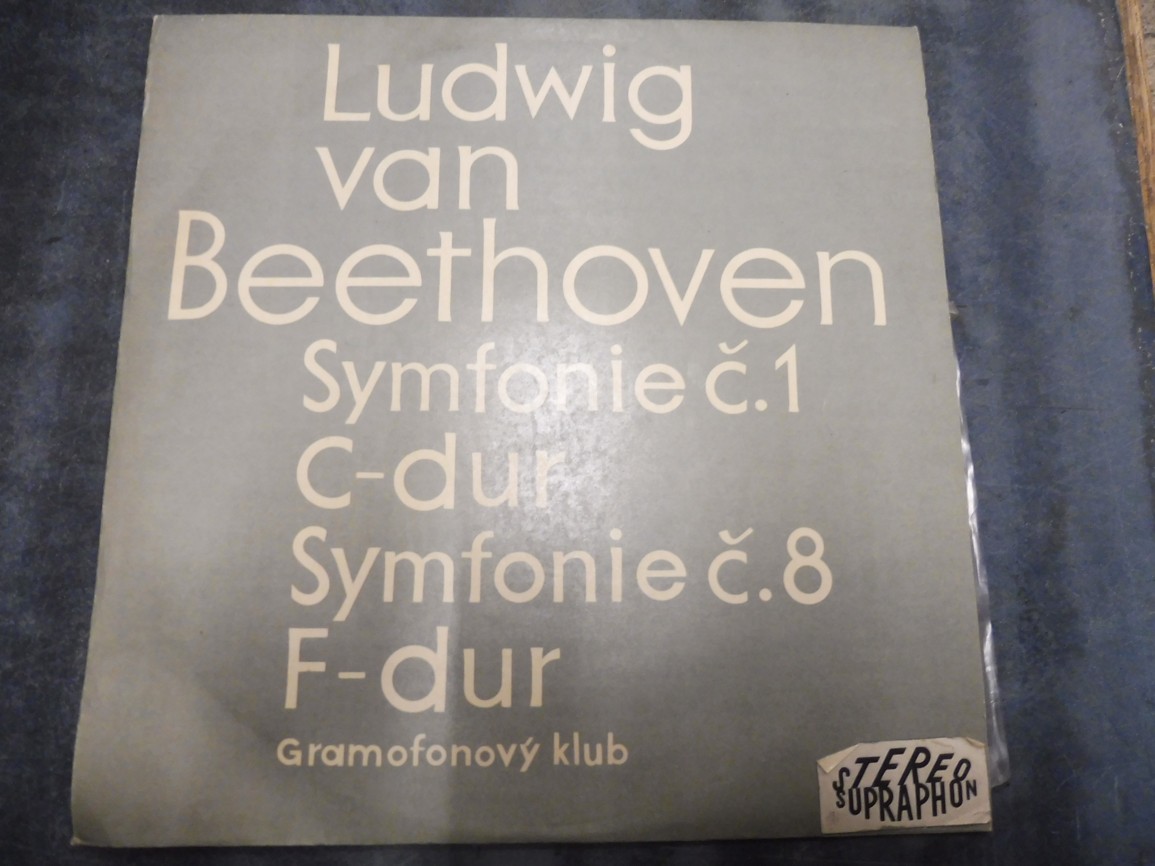 Ludwig
van
Beethoven
Symfonie č.1
C-dur
Symfonie č.8
F-dur
Gramofonový klub
STEREO
SUPRAPHON